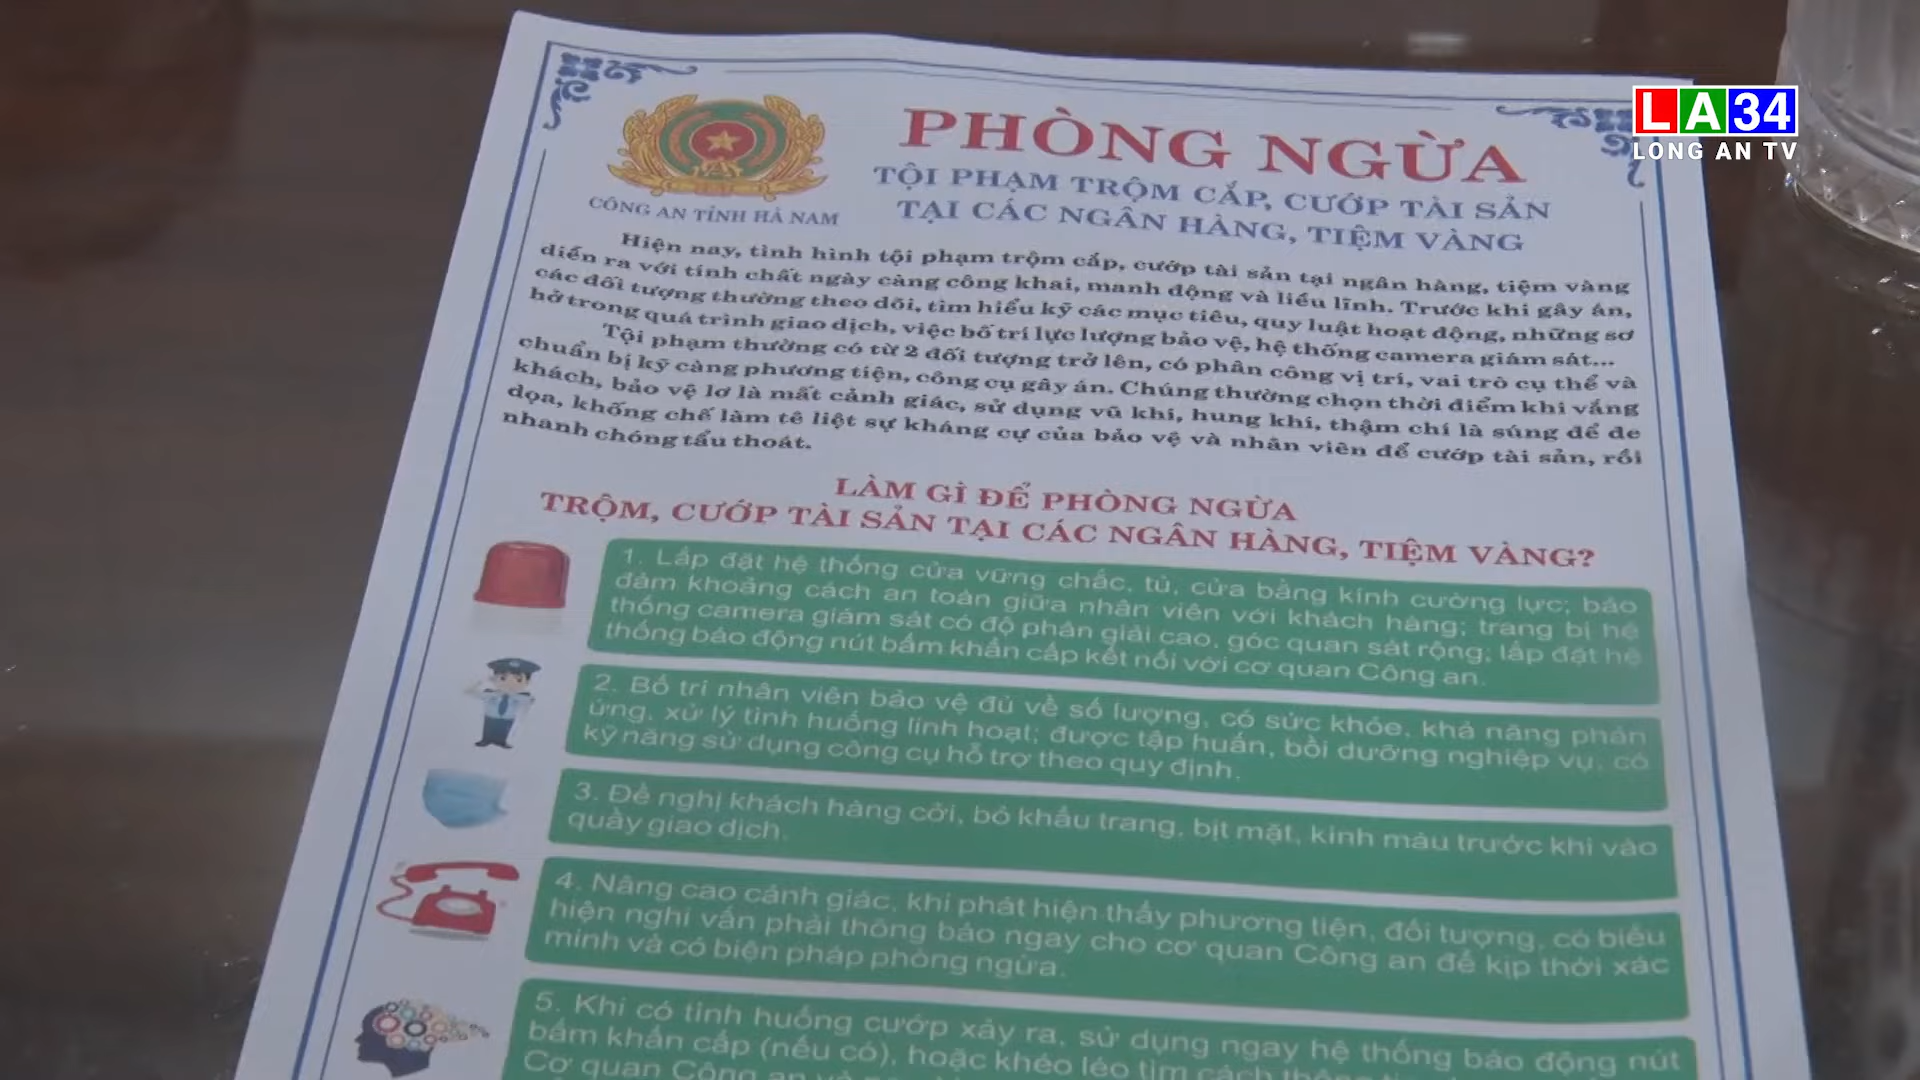 LA34
LONG AN TV
CÔNG AN TỈNH HÀ NAM
PHÒNG NGỪA
TỘI PHẠM TRỘM CẮP, CƯỚP TÀI SẢN
TẠI CÁC NGÂN HÀNG, TIỆM VÀNG
Hiện nay, tình hình tội phạm trộm cắp, cướp tài sản tại ngân hàng, tiệm vàng
diễn ra với tính chất ngày càng công khai, manh động và liều lĩnh. Trước khi gây án,
các đối tượng thường theo dõi, tìm hiểu kỹ các mục tiêu, quy luật hoạt động, những sơ
hở trong quá trình giao dịch, việc bố trí lực lượng bảo vệ, hệ thống camera giám sát...
Tội phạm thường có từ 2 đối tượng trở lên, có phân công vị trí, vai trò cụ thể và
chuẩn bị kỹ càng phương tiện, công cụ gây án. Chúng thường chọn thời điểm khi vắng
khách, bảo vệ lơ là mất cảnh giác, sử dụng vũ khí, hung khí, thậm chí là súng để đe
dọa, khống chế làm tê liệt sự kháng cự của bảo vệ và nhân viên để cướp tài sản, rồi
nhanh chóng tẩu thoát.
LÀM GÌ ĐỂ PHÒNG NGỪA
TRỘM, CƯỚP TÀI SẢN TẠI CÁC NGÂN HÀNG, TIỆM VÀNG?
1. Lắp đặt hệ thống cửa vững chắc, tủ, cửa bằng kính cường lực; bảo
đảm khoảng cách an toàn giữa nhân viên với khách hàng; trang bị hệ
thống camera giám sát có độ phân giải cao, góc quan sát rộng; lắp đặt hệ
thống báo động nút bấm khẩn cấp kết nối với cơ quan Công an.
2. Bố trí nhân viên bảo vệ đủ về số lượng, có sức khỏe, khả năng phản
ứng, xử lý tình huống linh hoạt; được tập huấn, bồi dưỡng nghiệp vụ, có
kỹ năng sử dụng công cụ hỗ trợ theo quy định.
3. Đề nghị khách hàng cởi, bỏ khẩu trang, bịt mặt, kính màu trước khi vào
quầy giao dịch.
4. Nâng cao cảnh giác, khi phát hiện thấy phương tiện, đối tượng, có biểu
hiện nghi vấn phải thông báo ngay cho cơ quan Công an để kịp thời xác
minh và có biện pháp phòng ngừa.
5. Khi có tình huống cướp xảy ra, sử dụng ngay hệ thống báo động nút
bấm khẩn cấp (nếu có), hoặc khéo léo tìm cách thông
Cơ quan Công an và